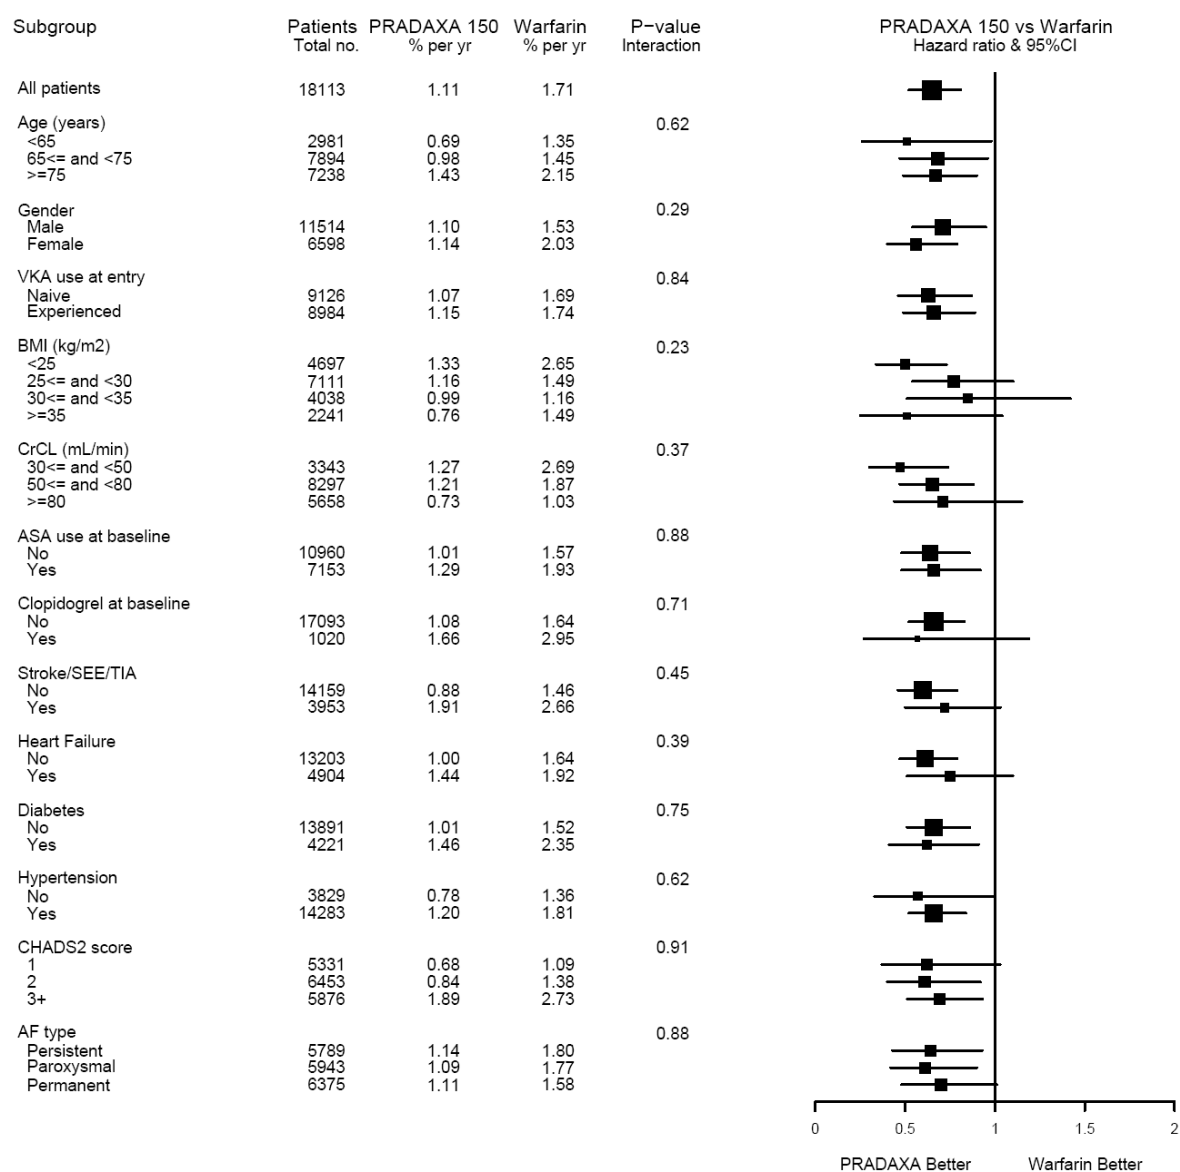 Subgroup Patients PRADAXA 150 Warfarin P−value PRADAXA 150 vs Warfarin
Total no. % per yr % per yr Interaction Hazard ratio & 95%CI
All patients 18113 1.11 1.71
Age (years) 0.62
<65 2981 0.69 1.35
65<= and <75 7894 0.98 1.45
>=75 7238 1.43 2.15
Gender 0.29
Male 11514 1.10 1.53
Female 6598 1.14 2.03
VKA use at entry 0.84
Naive 9126 1.07 1.69
Experienced 8984 1.15 1.74
BMI (kg/m2) 0.23
<25 4697 1.33 2.65
25<= and <30 7111 1.16 1.49
30<= and <35 4038 0.99 1.16
>=35 2241 0.76 1.49
CrCL (mL/min) 0.37
30<= and <50 3343 1.27 2.69
50<= and <80 8297 1.21 1.87
>=80 5658 0.73 1.03
ASA use at baseline 0.88
No 10960 1.01 1.57
Yes 7153 1.29 1.93
Clopidogrel at baseline 0.71
No 17093 1.08 1.64
Yes 1020 1.66 2.95
Stroke/SEE/TIA 0.45
No 14159 0.88 1.46
Yes 3953 1.91 2.66
Heart Failure 0.39
No 13203 1.00 1.64
Yes 4904 1.44 1.92
Diabetes 0.75
No 13891 1.01 1.52
Yes 4221 1.46 2.35
Hypertension 0.62
No 3829 0.78 1.36
Yes 14283 1.20 1.81
CHADS2 score 0.91
1 5331 0.68 1.09
2 6453 0.84 1.38
3+ 5876 1.89 2.73
AF type 0.88
Persistent 5789 1.14 1.80
Paroxysmal 5943 1.09 1.77
Permanent 6375 1.11 1.58
0 0.5 1 1.5 2
PRADAXA Better Warfarin Better